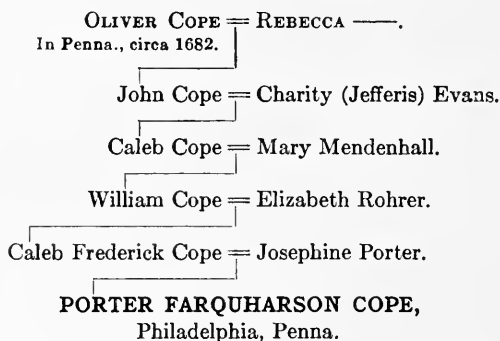 OLIVER COPE = REBECCA ——.
In Penna., circa 1682.
John Cope = Charity (Jefferis) Evans.
Caleb Cope = Mary Mendenhall.
William Cope = Elizabeth Rohrer.
Caleb Frederick Cope = Josephine Porter.
PORTER FARQUHARSON COPE,
Philadelphia, Penna.